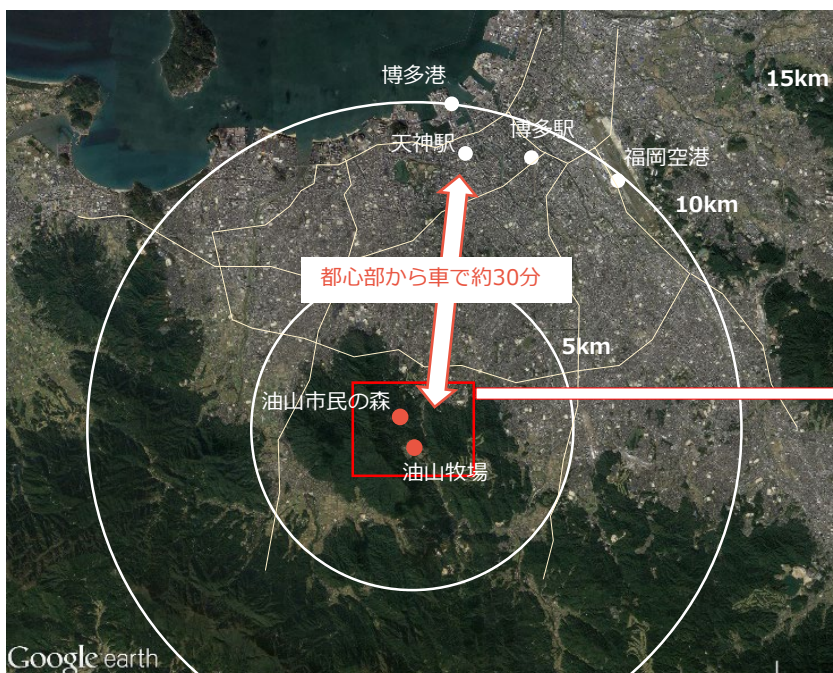 博多港
15km
天神駅
博多駅
福岡空港
10km
都心部から車で約30分
5km
油山市民の森
油山牧場
Google earth